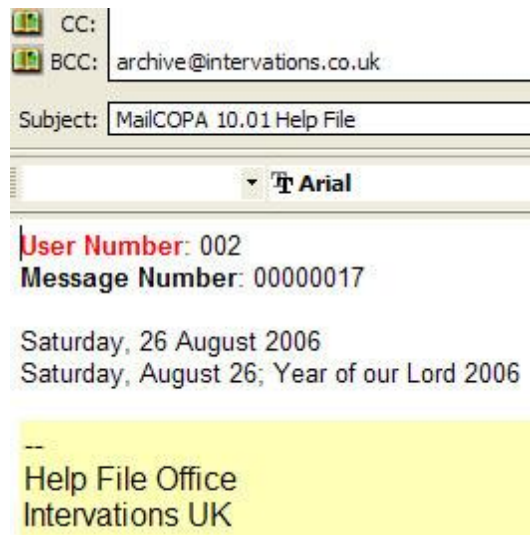 CC:
BCC: archive@intervations.co.uk
Subject: MailCOPA 10.01 Help File
Arial
User Number: 002
Message Number: 00000017
Saturday, 26 August 2006
Saturday, August 26; Year of our Lord 2006
--
Help File Office
Intervations UK